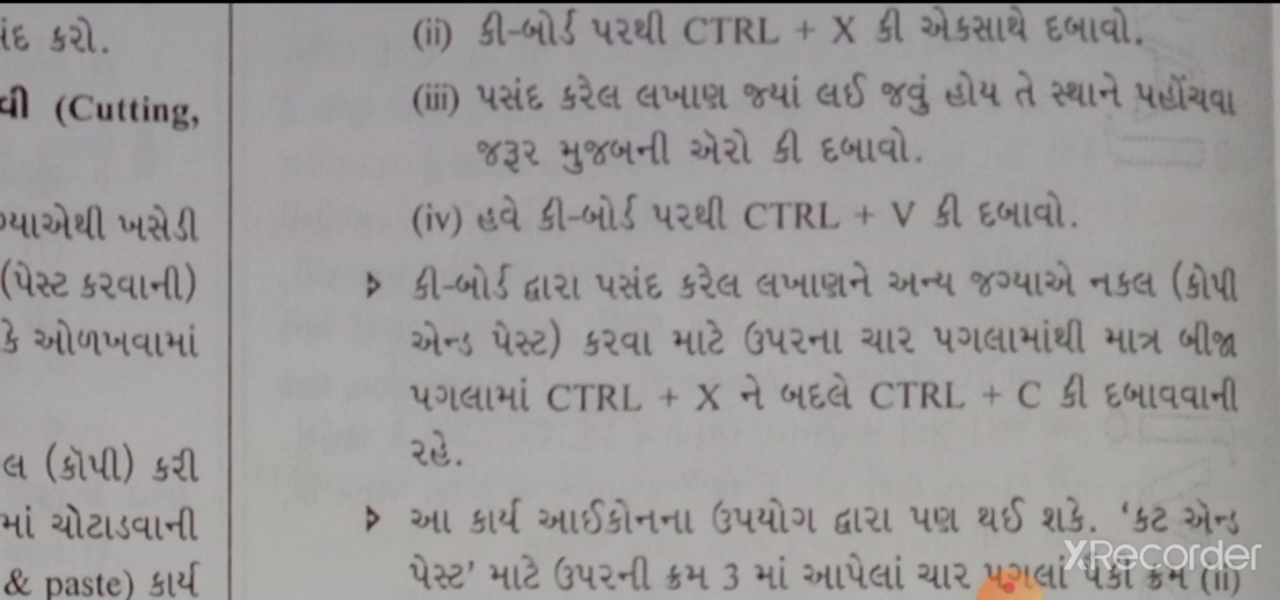 ંદ કરો.
વી (Cutting,
ગ્યાએથી ખસેડી
(પેસ્ટ કરવાની)
કે ઓળખવામાં
લ (કૉપી) કરી
માં ચોટાડવાની
& paste) કાર્ય
(ii) કી-બોર્ડ પરથી CTRL + X કી એકસાથે દબાવો.
(iii) પસંદ કરેલ લખાણ જ્યાં લઈ જવું હોય તે સ્થાને પહોંચવા
જરૂર મુજબની એરો કી દબાવો.
(iv) હવે કી-બોર્ડ પરથી CTRL + V કી દબાવો.
કી-બોર્ડ દ્વારા પસંદ કરેલ લખાણને અન્ય જગ્યાએ નકલ (કોપી
એન્ડ પેસ્ટ) કરવા માટે ઉપરના ચાર પગલામાંથી માત્ર બીજા
પગલામાં CTRL + X ને બદલે CTRL + C કી દબાવવાની
રહે.
આ કાર્ય આઈકોનના ઉપયોગ દ્વારા પણ થઈ શકે. ‘કટ એન્ડ
પેસ્ટ’ માટે ઉપરની ક્રમ 3 માં આપેલાં ચાર પગલાં પૈકી ક્રમ (ii)
XRecorder